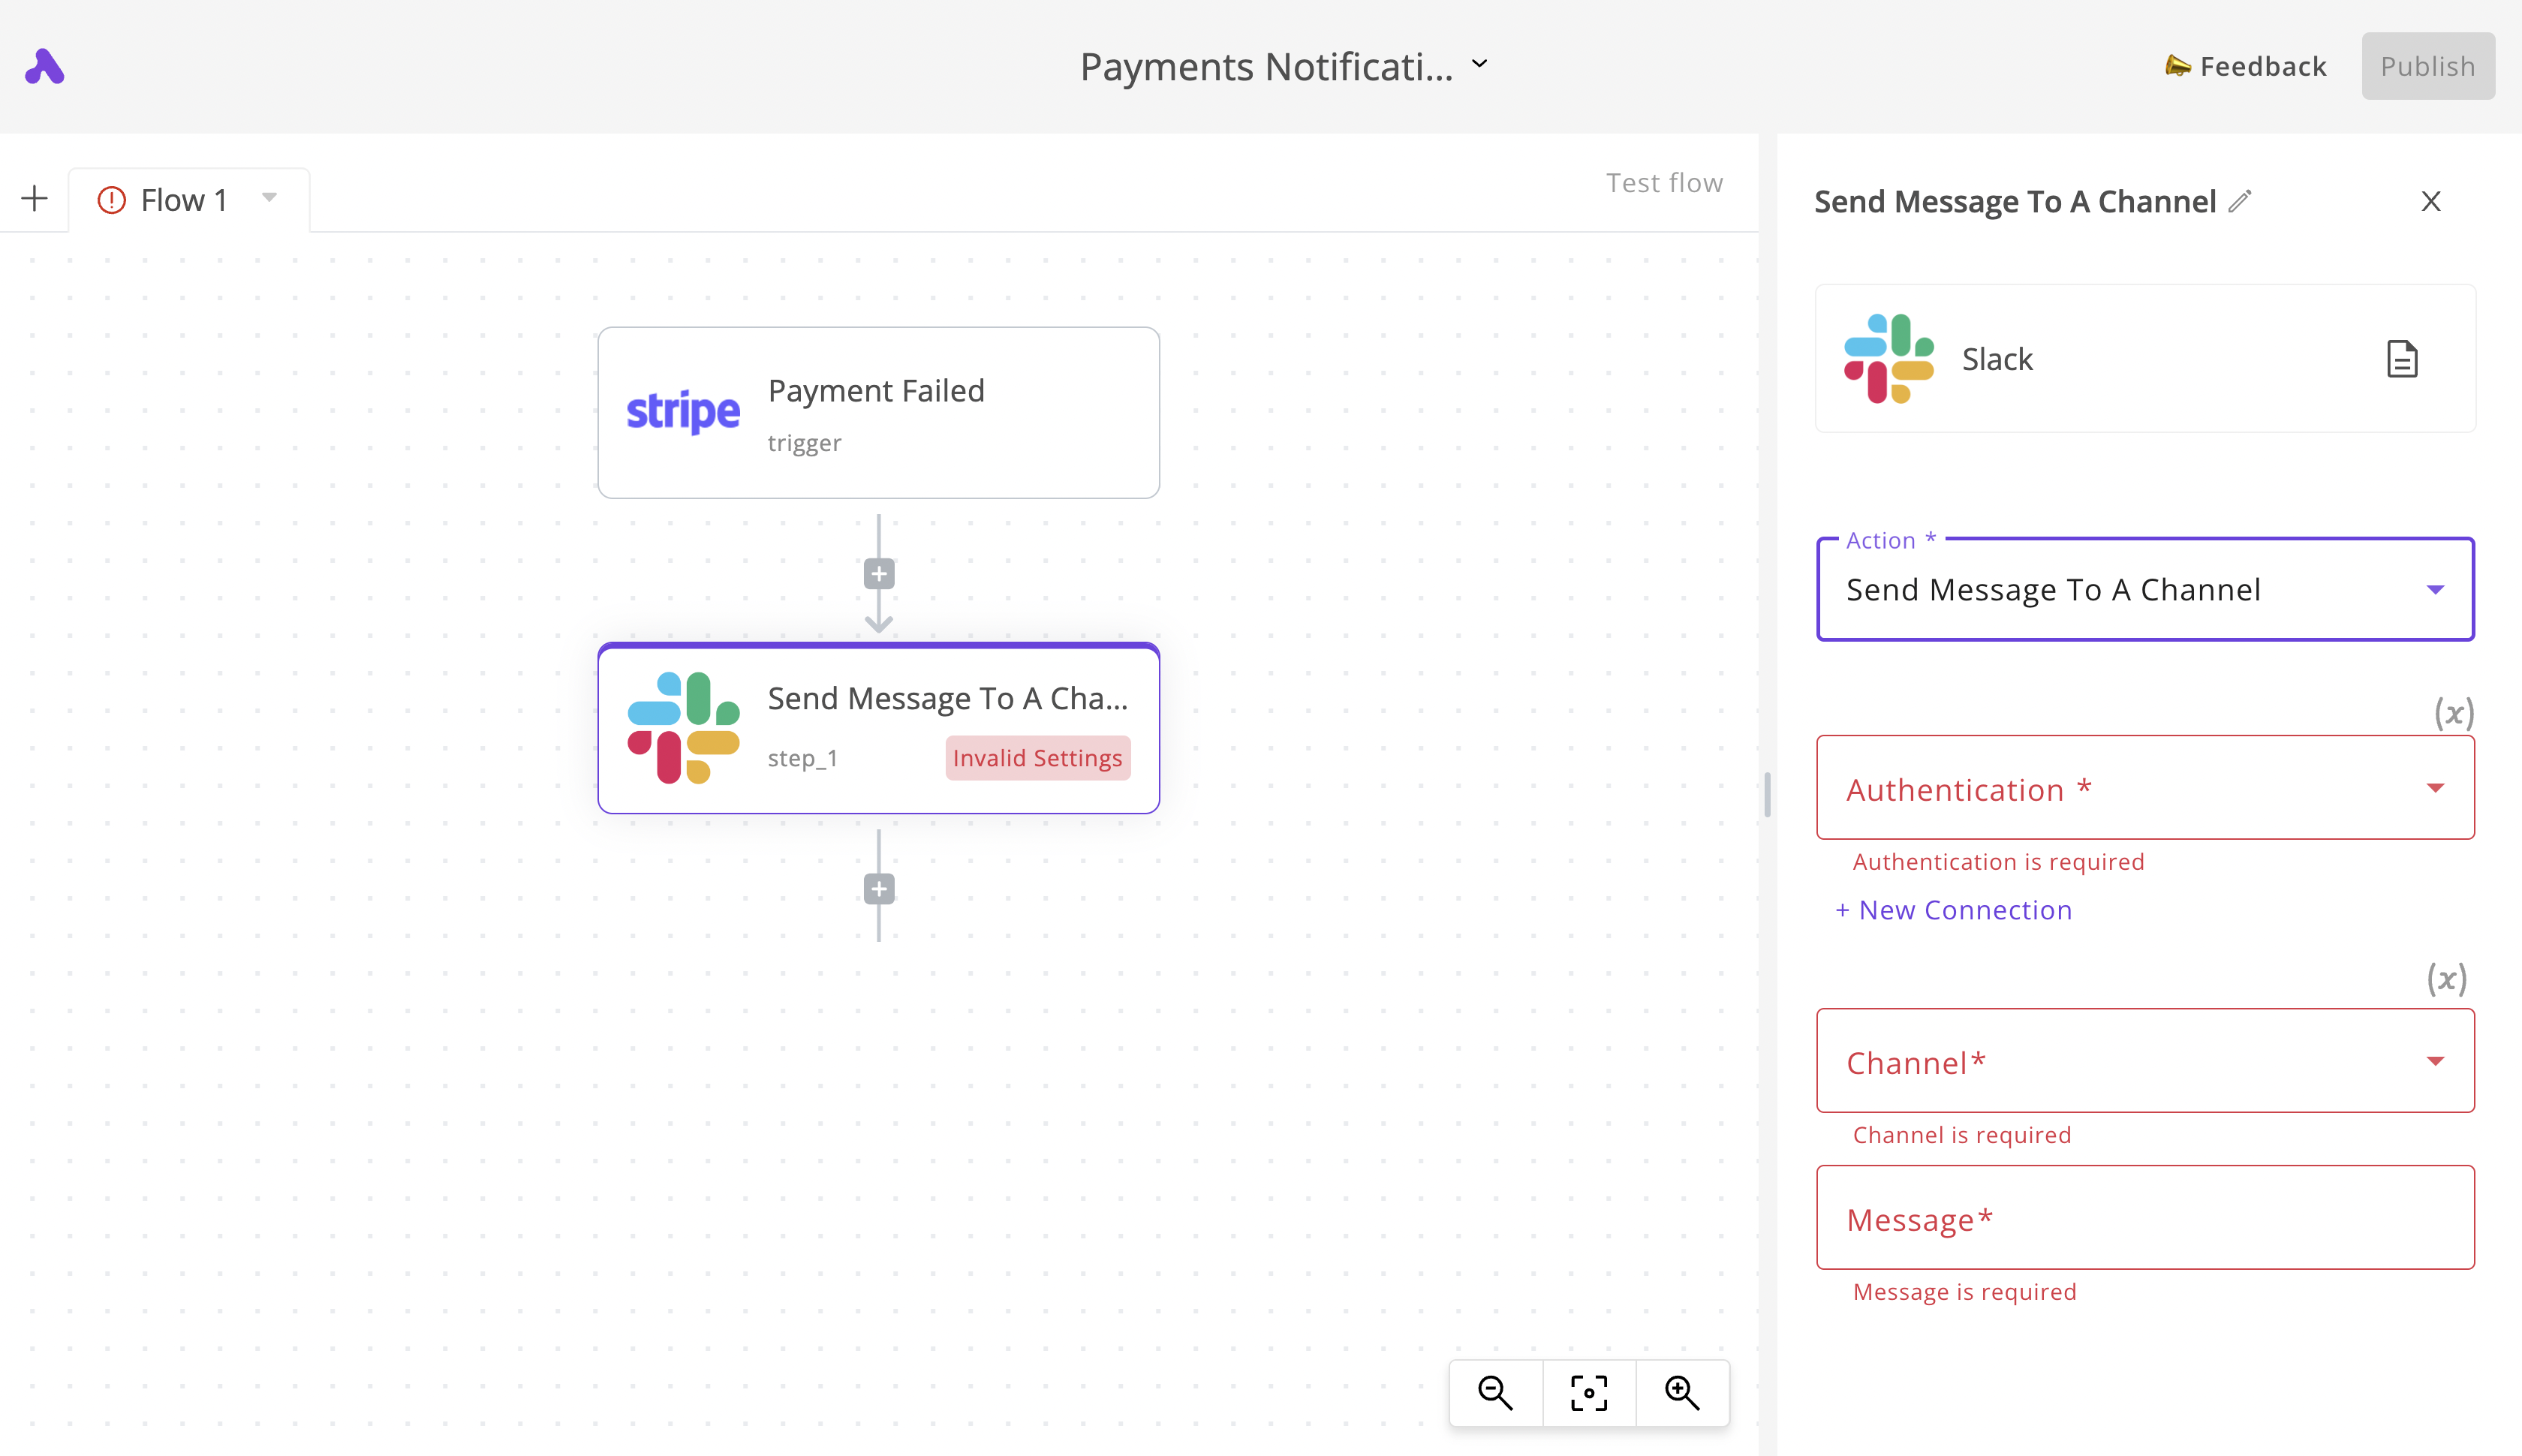 Payments Notificati...
Feedback
Publish
Flow 1
Test flow
stripe
Payment Failed
trigger
Send Message To A Cha...
step_1
Invalid Settings
Send Message To A Channel
Slack
Action *
Send Message To A Channel
(x)
Authentication *
Authentication is required
+ New Connection
(x)
Channel*
Channel is required
Message*
Message is required